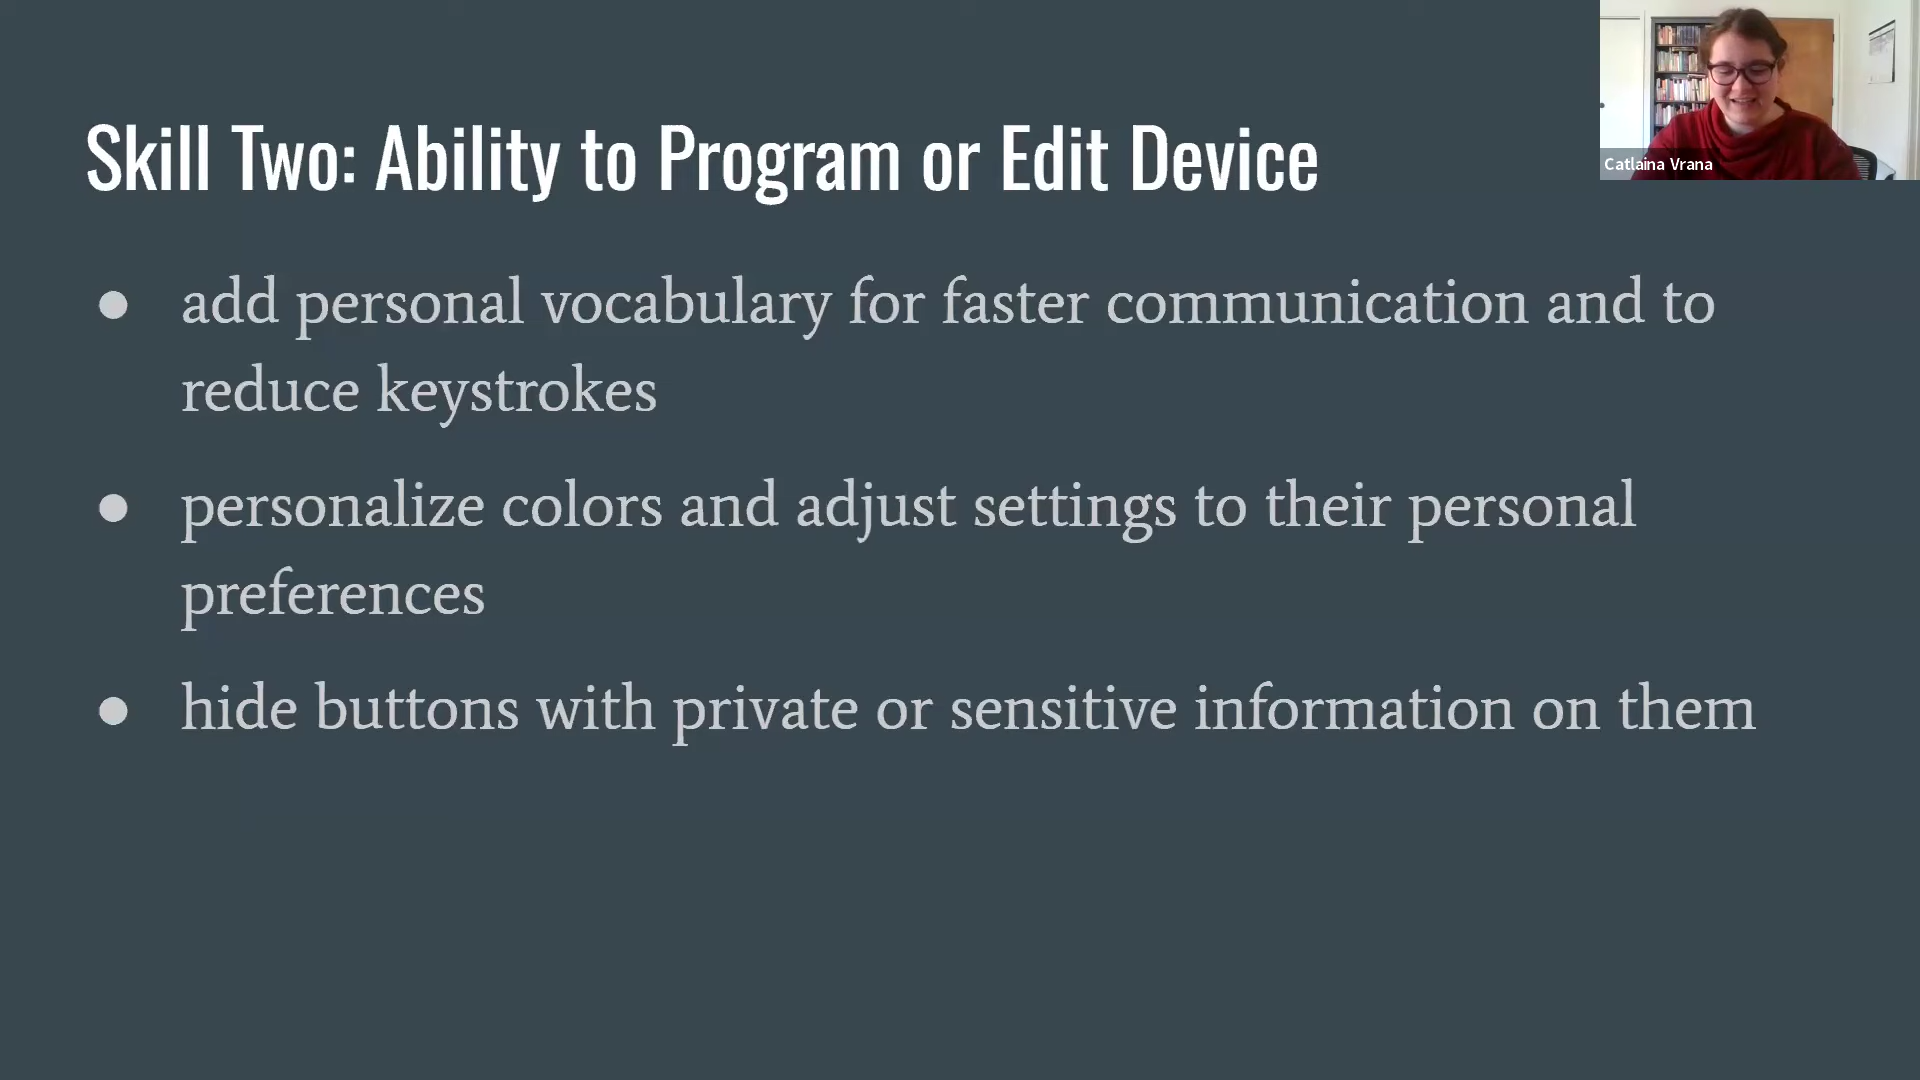 Skill Two: Ability to Program or Edit Device
● add personal vocabulary for faster communication and to
reduce keystrokes
● personalize colors and adjust settings to their personal
preferences
● hide buttons with private or sensitive information on them
Catlaina Vrana